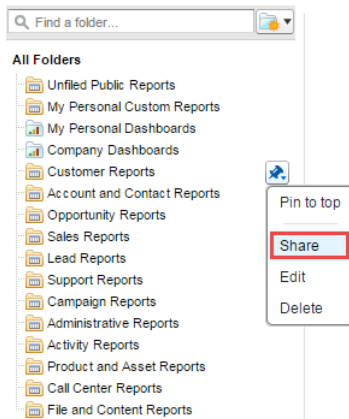 Find a folder...
All Folders
Unfiled Public Reports
My Personal Custom Reports
My Personal Dashboards
Company Dashboards
Customer Reports
Account and Contact Reports
Opportunity Reports
Sales Reports
Lead Reports
Support Reports
Campaign Reports
Administrative Reports
Activity Reports
Product and Asset Reports
Call Center Reports
File and Content Reports
Pin to top
Share
Edit
Delete